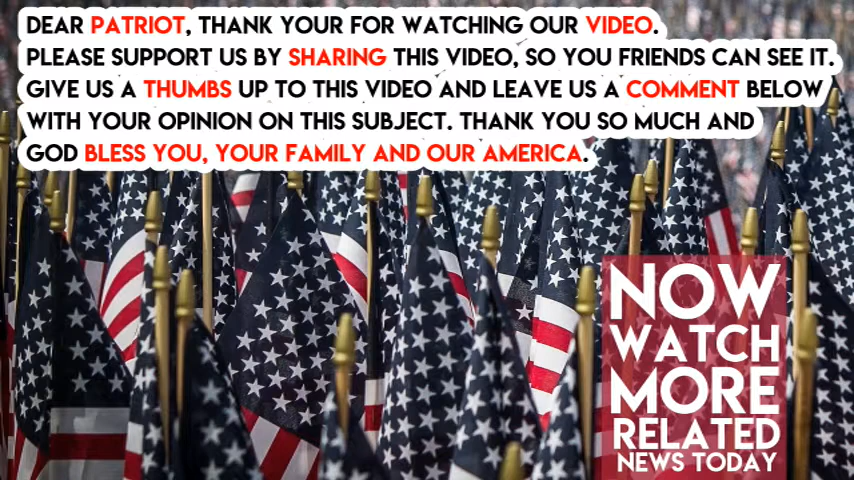 DEAR PATRIOT, THANK YOUR FOR WATCHING OUR VIDEO.
PLEASE SUPPORT US BY SHARING THIS VIDEO, SO YOU FRIENDS CAN SEE IT.
GIVE US A THUMBS UP TO THIS VIDEO AND LEAVE US A COMMENT BELOW
WITH YOUR OPINION ON THIS SUBJECT. THANK YOU SO MUCH AND
GOD BLESS YOU, YOUR FAMILY AND OUR AMERICA.
NOW
WATCH
MORE
RELATED
NEWS TODAY